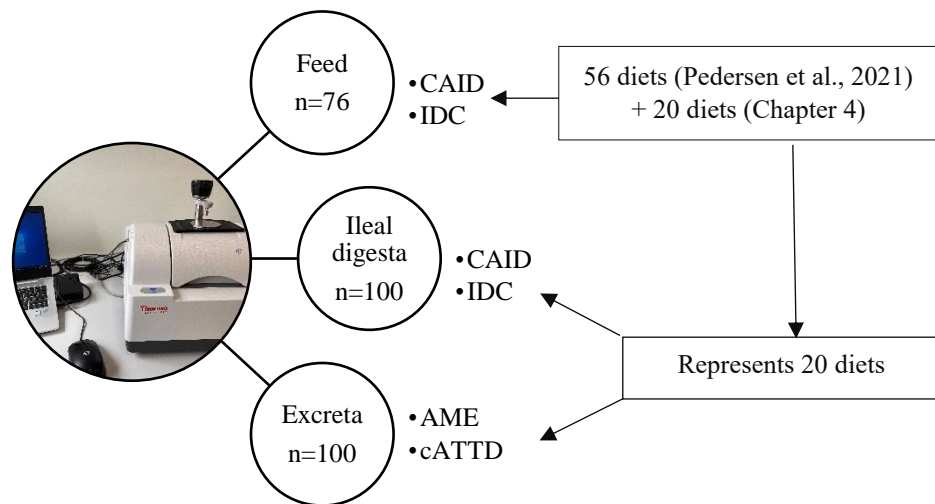 Feed
n=76
•CAID
•IDC
56 diets (Pedersen et al., 2021)
+ 20 diets (Chapter 4)
Ileal
digesta
n=100
•CAID
•IDC
Represents 20 diets
Excreta
n=100
•AME
•cATTD